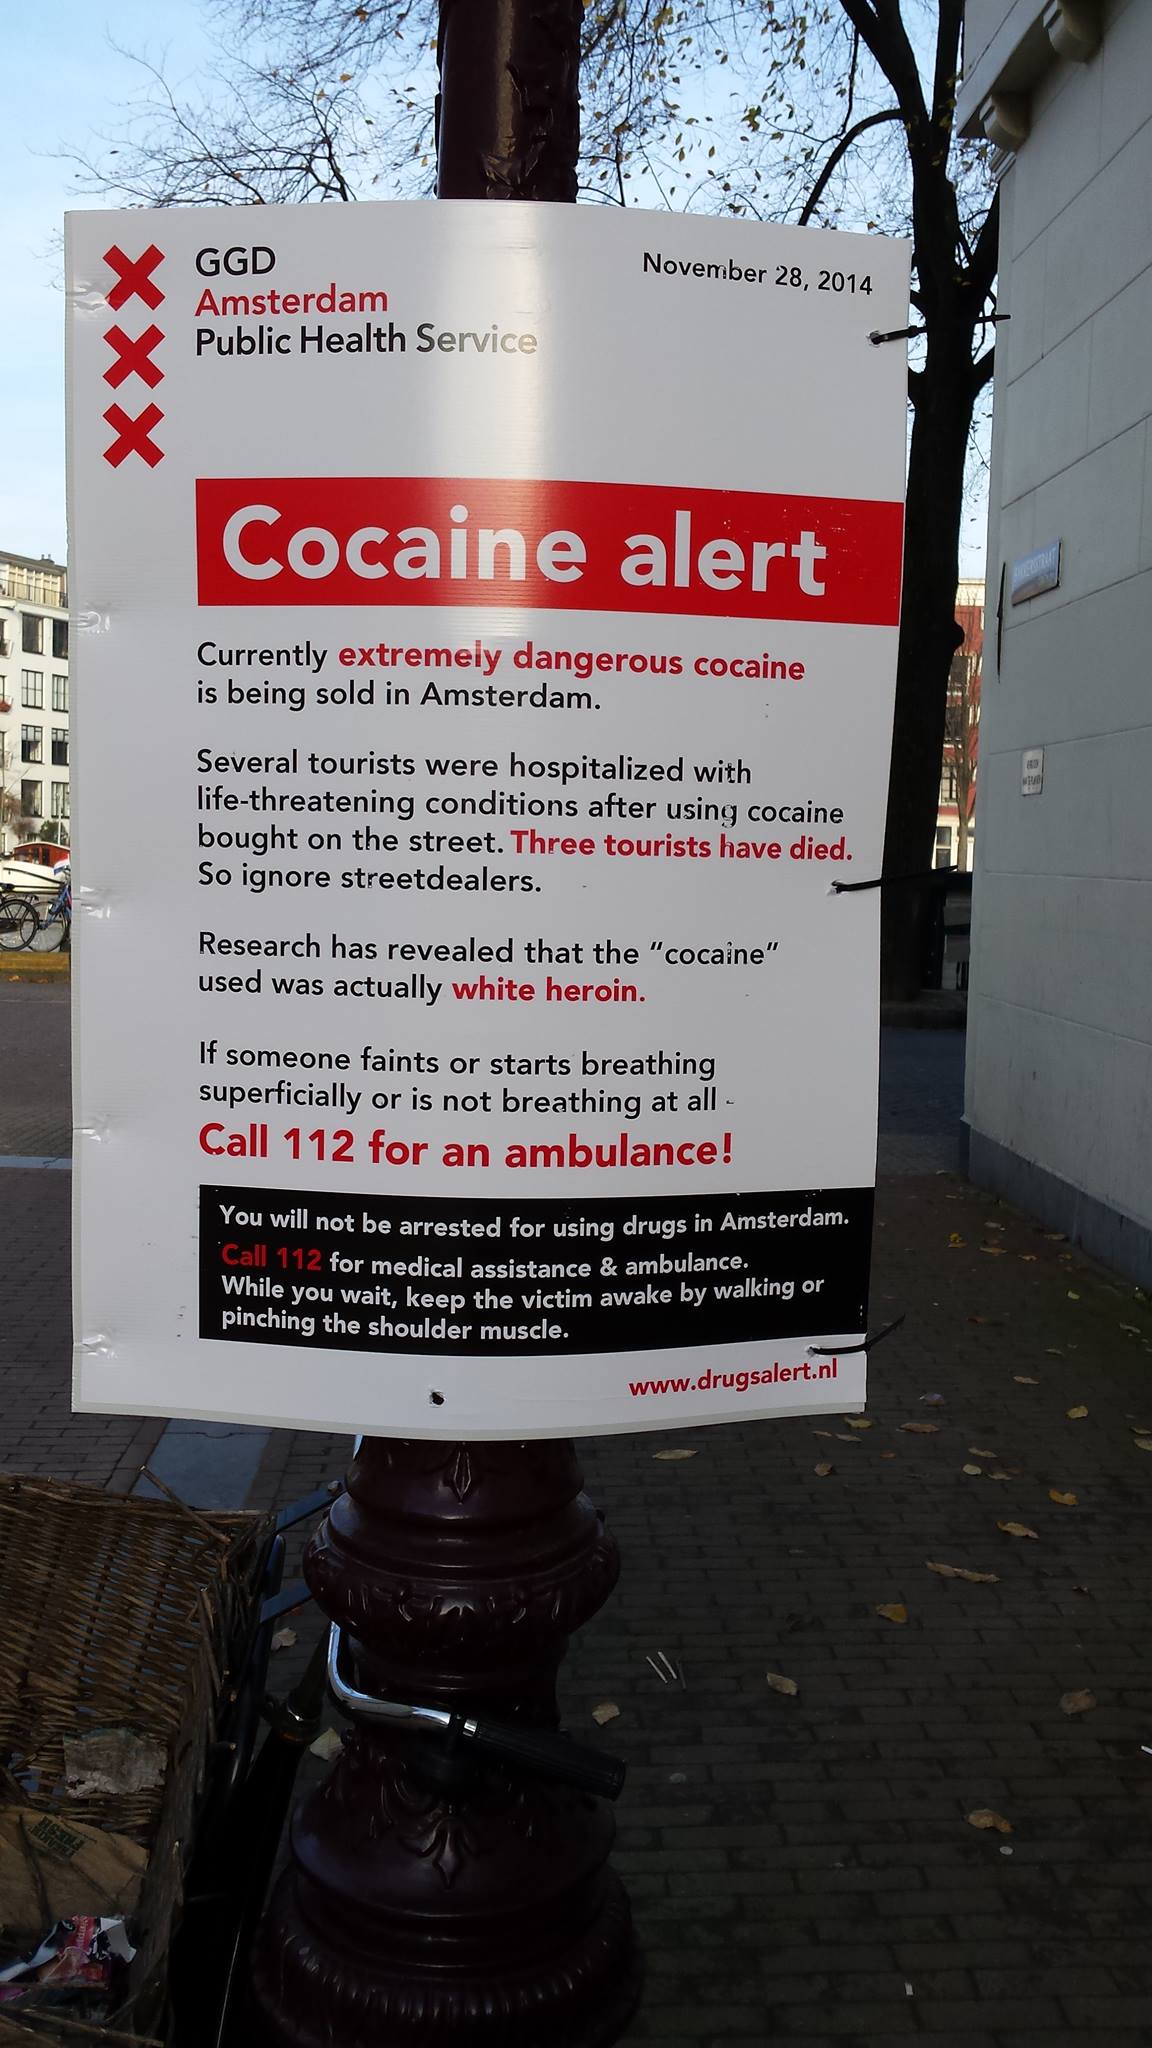 GGD
Amsterdam
Public Health Service
November 28, 2014
Cocaine alert
Currently extremely dangerous cocaine
is being sold in Amsterdam.
Several tourists were hospitalized with
life-threatening conditions after using cocaine
bought on the street. Three tourists have died.
So ignore streetdealers.
Research has revealed that the "cocaine"
used was actually white heroin.
If someone faints or starts breathing
superficially or is not breathing at all -
Call 112 for an ambulance!
You will not be arrested for using drugs in Amsterdam.
Call 112 for medical assistance & ambulance.
While you wait, keep the victim awake by walking or
pinching the shoulder muscle.
www.drugsalert.nl